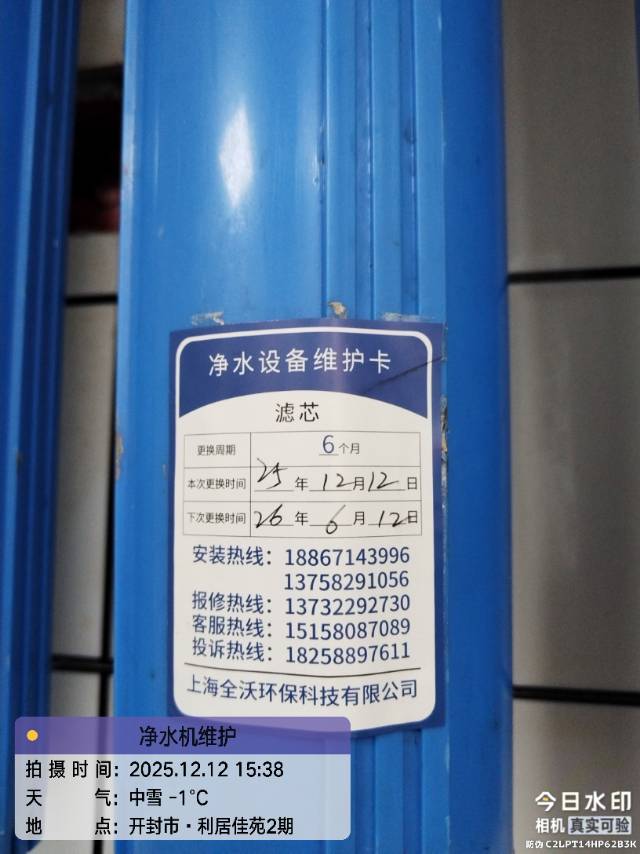 净水设备维护卡
滤芯
更换周期 6个月
本次更换时间 25年12月12日
下次更换时间 26年6月12日
安装热线：18867143996
13758291056
报修热线：13732292730
客服热线：15158087089
投诉热线：18258897611
上海全沃环保科技有限公司
净水机维护
拍摄时间：2025.12.12 15:38
天气：中雪 -1℃
地点：开封市·利居佳苑2期
今日水印
相机 真实可验
防伪 C2LPT14HP62B3K